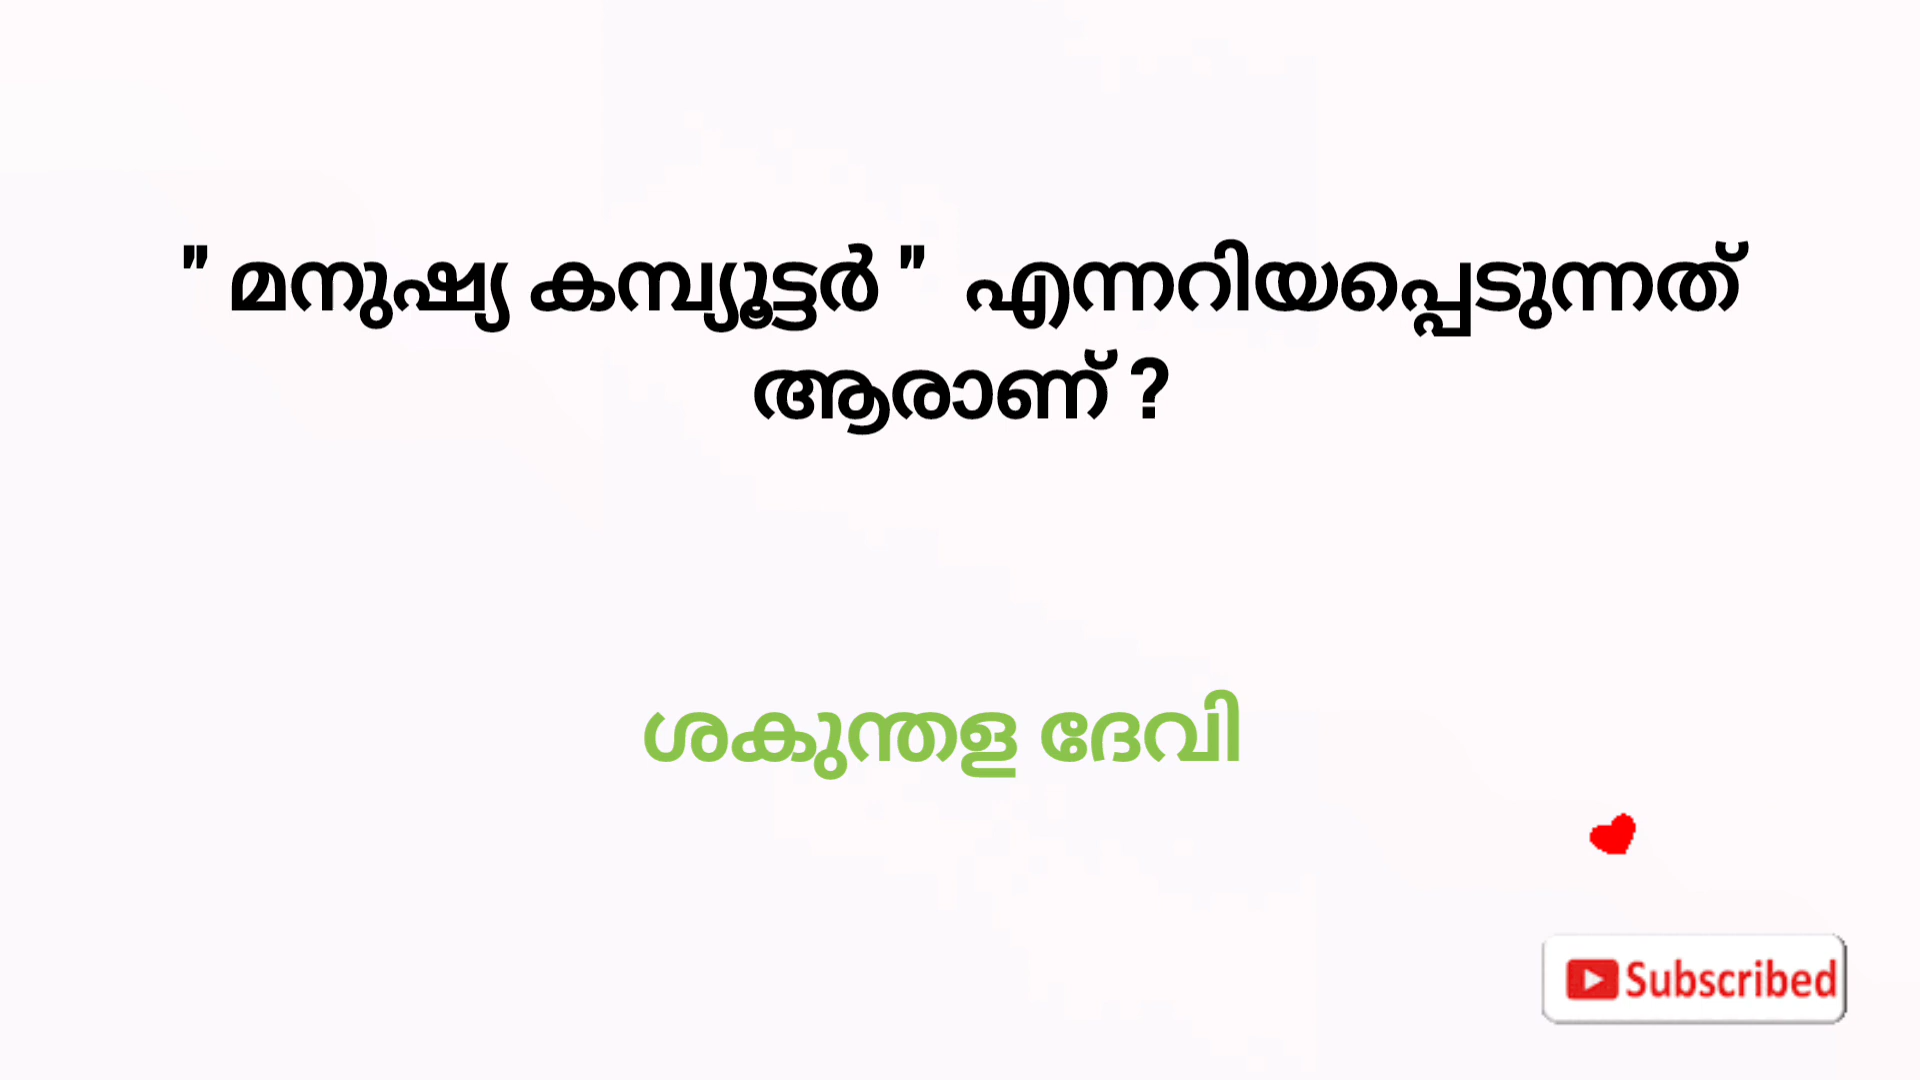 " മനുഷ്യ കമ്പ്യൂട്ടർ " എന്നറിയപ്പെടുന്നത്
ആരാണ് ?
ശകുന്തള ദേവി
Subscribed